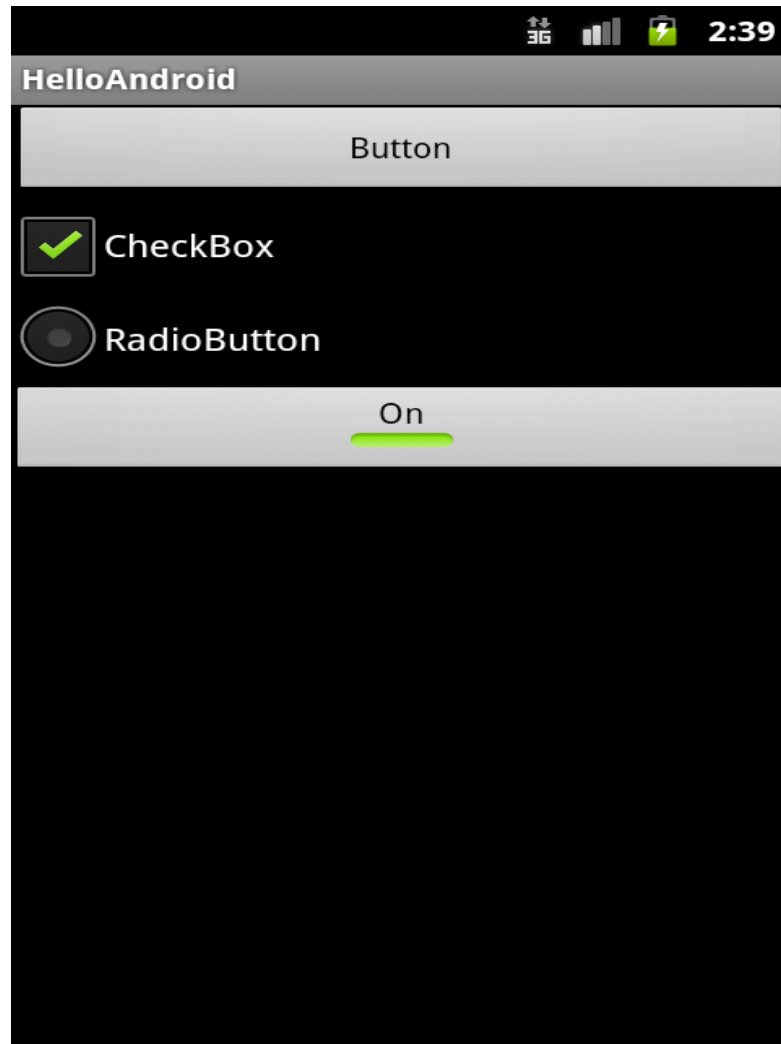 3G 2:39
HelloAndroid
Button
CheckBox
RadioButton
On